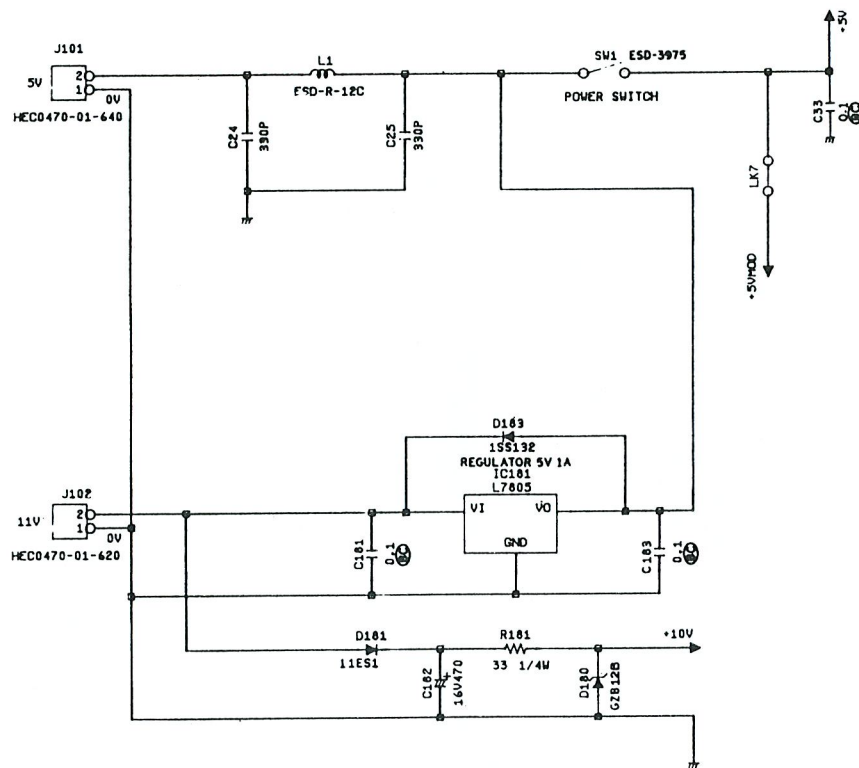 J101
5V
2
1
0V
HEC0470-01-640
L1
ESD-R-12C
C24
330P
C25
330P
SW1 ESD-3975
POWER SWITCH
+5V
C33
0.1
LK7
+5VMOD
D183
1SS132
REGULATOR 5V 1A
IC181
L7805
VI
VO
GND
J102
11V
2
1
0V
HEC0470-01-620
C181
0.1
C183
0.1
D181
11ES1
R181
33 1/4W
+10V
C182
+
16V470
D180
GZB12B